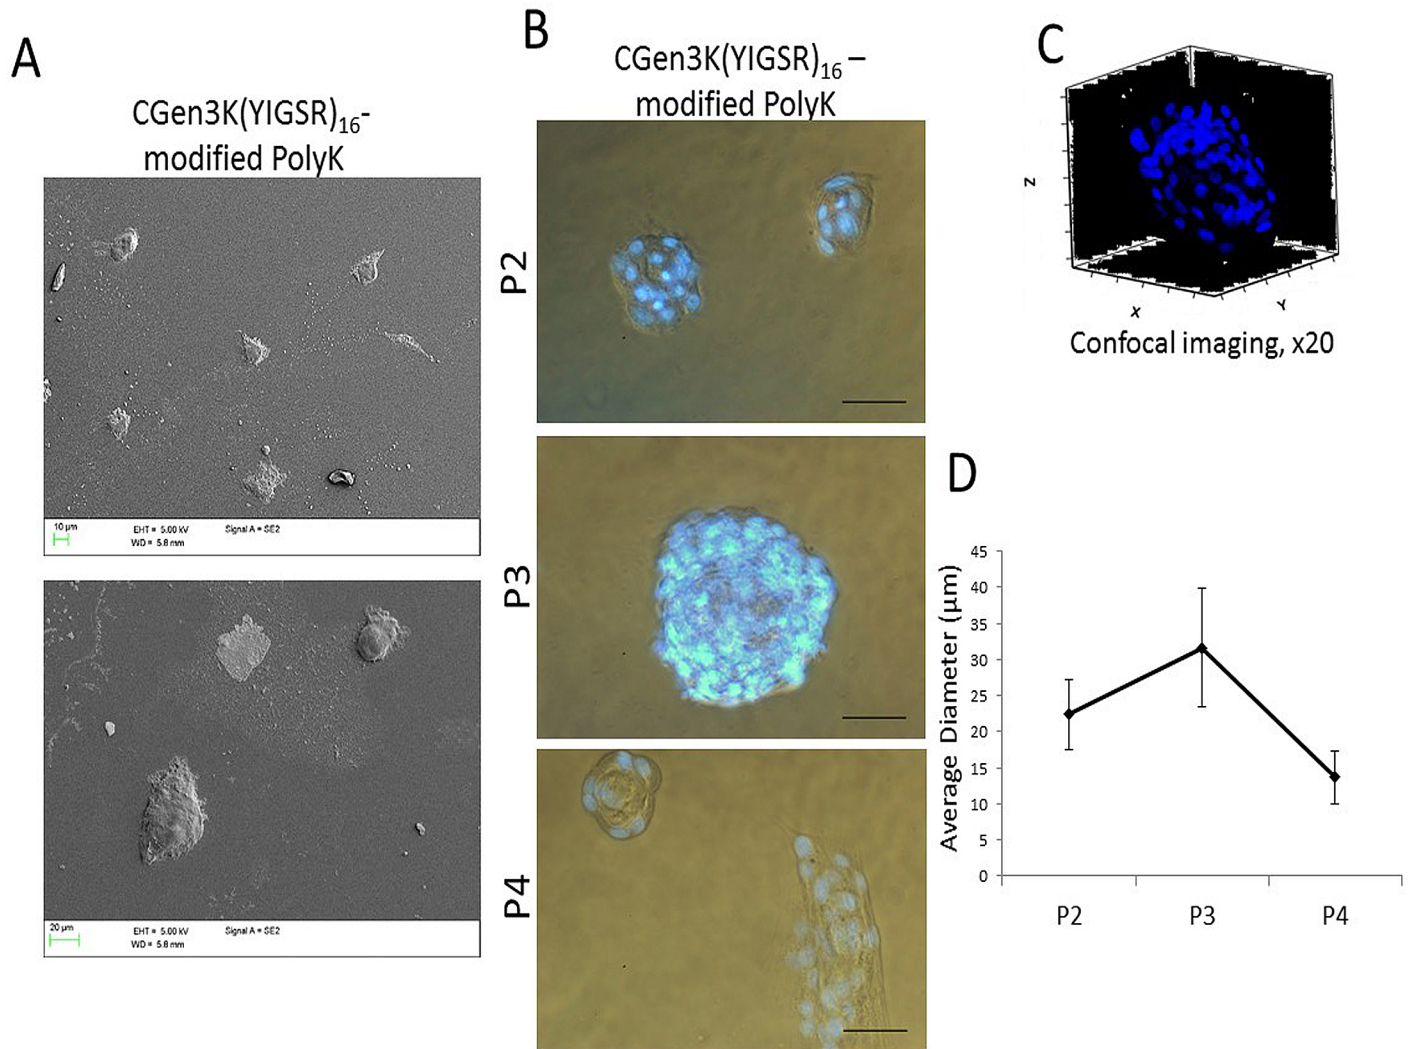 A
CGen3K(YIGSR)16-
modified PolyK
10 µm
EHT = 5.00 kV
Signal A = SE2
WD = 5.8 mm
20 µm
EHT = 5.00 kV
Signal A = SE2
WD = 5.8 mm
B
CGen3K(YIGSR)16 –
modified PolyK
P2
P3
P4
C
Z
X
Y
Confocal imaging, x20
D
Average Diameter (µm)
45
40
35
30
25
20
15
10
5
0
P2
P3
P4